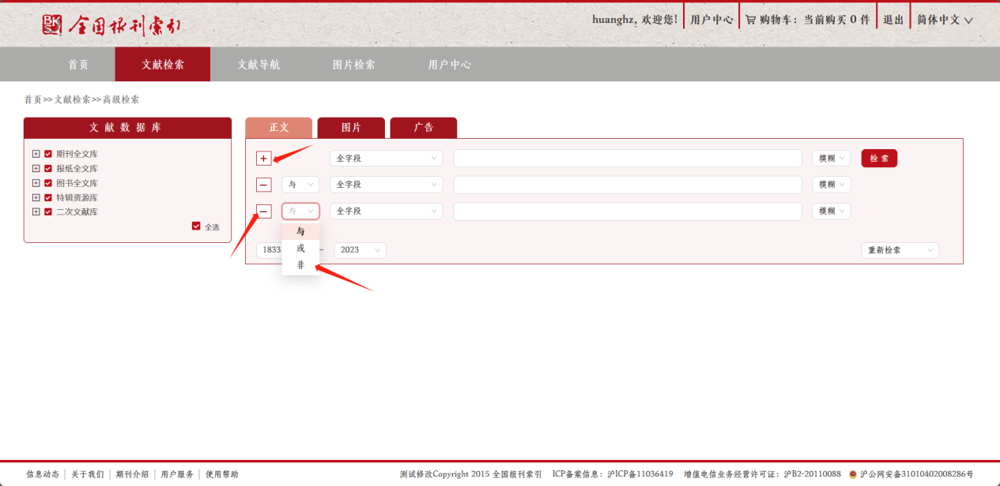 全国报刊索引
huanghz, 欢迎您! 用户中心 购物车：当前购买 0 件 退出 简体中文
首页 文献检索 文献导航 图片检索 用户中心
首页>>文献检索>>高级检索
文献数据库
期刊全文库
报纸全文库
图书全文库
特辑资源库
二次文献库
全选
正文 图片 广告
全字段 模糊 检索
与 全字段 模糊
与 全字段 模糊
与
或
非
1833 ~ 2023 重新检索
信息动态 关于我们 期刊介绍 用户服务 使用帮助
测试修改Copyright 2015 全国报刊索引 ICP备案信息：沪ICP备11036419 增值电信业务经营许可证：沪B2-20110088 沪公网安备31010402008286号